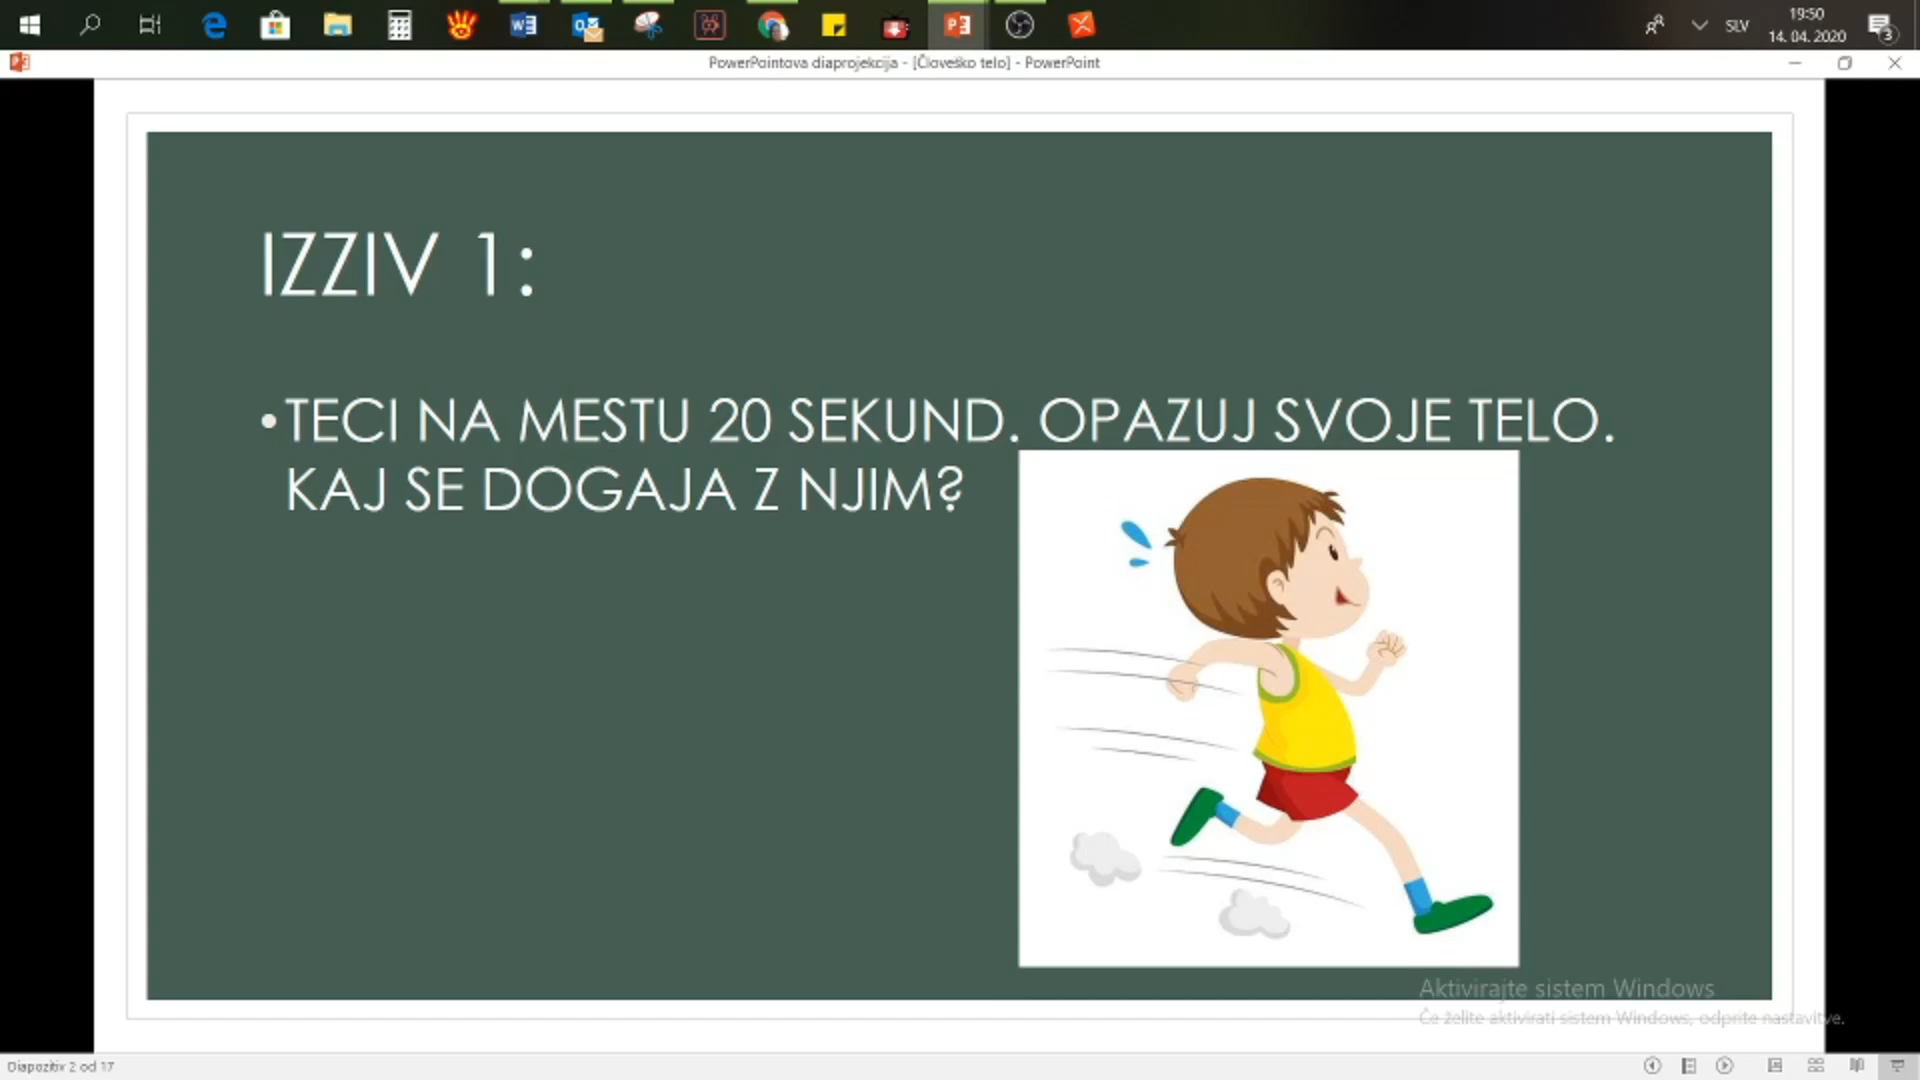 SLV
19:50
14. 04. 2020
3
PowerPointova diaprojekcija - [Človeško telo] - PowerPoint
IZZIV 1:
•TECI NA MESTU 20 SEKUND. OPAZUJ SVOJE TELO.
KAJ SE DOGAJA Z NJIM?
Aktivirajte sistem Windows
Če želite aktivirati sistem Windows, odprite nastavitve.
Diapozitiv 2 od 17